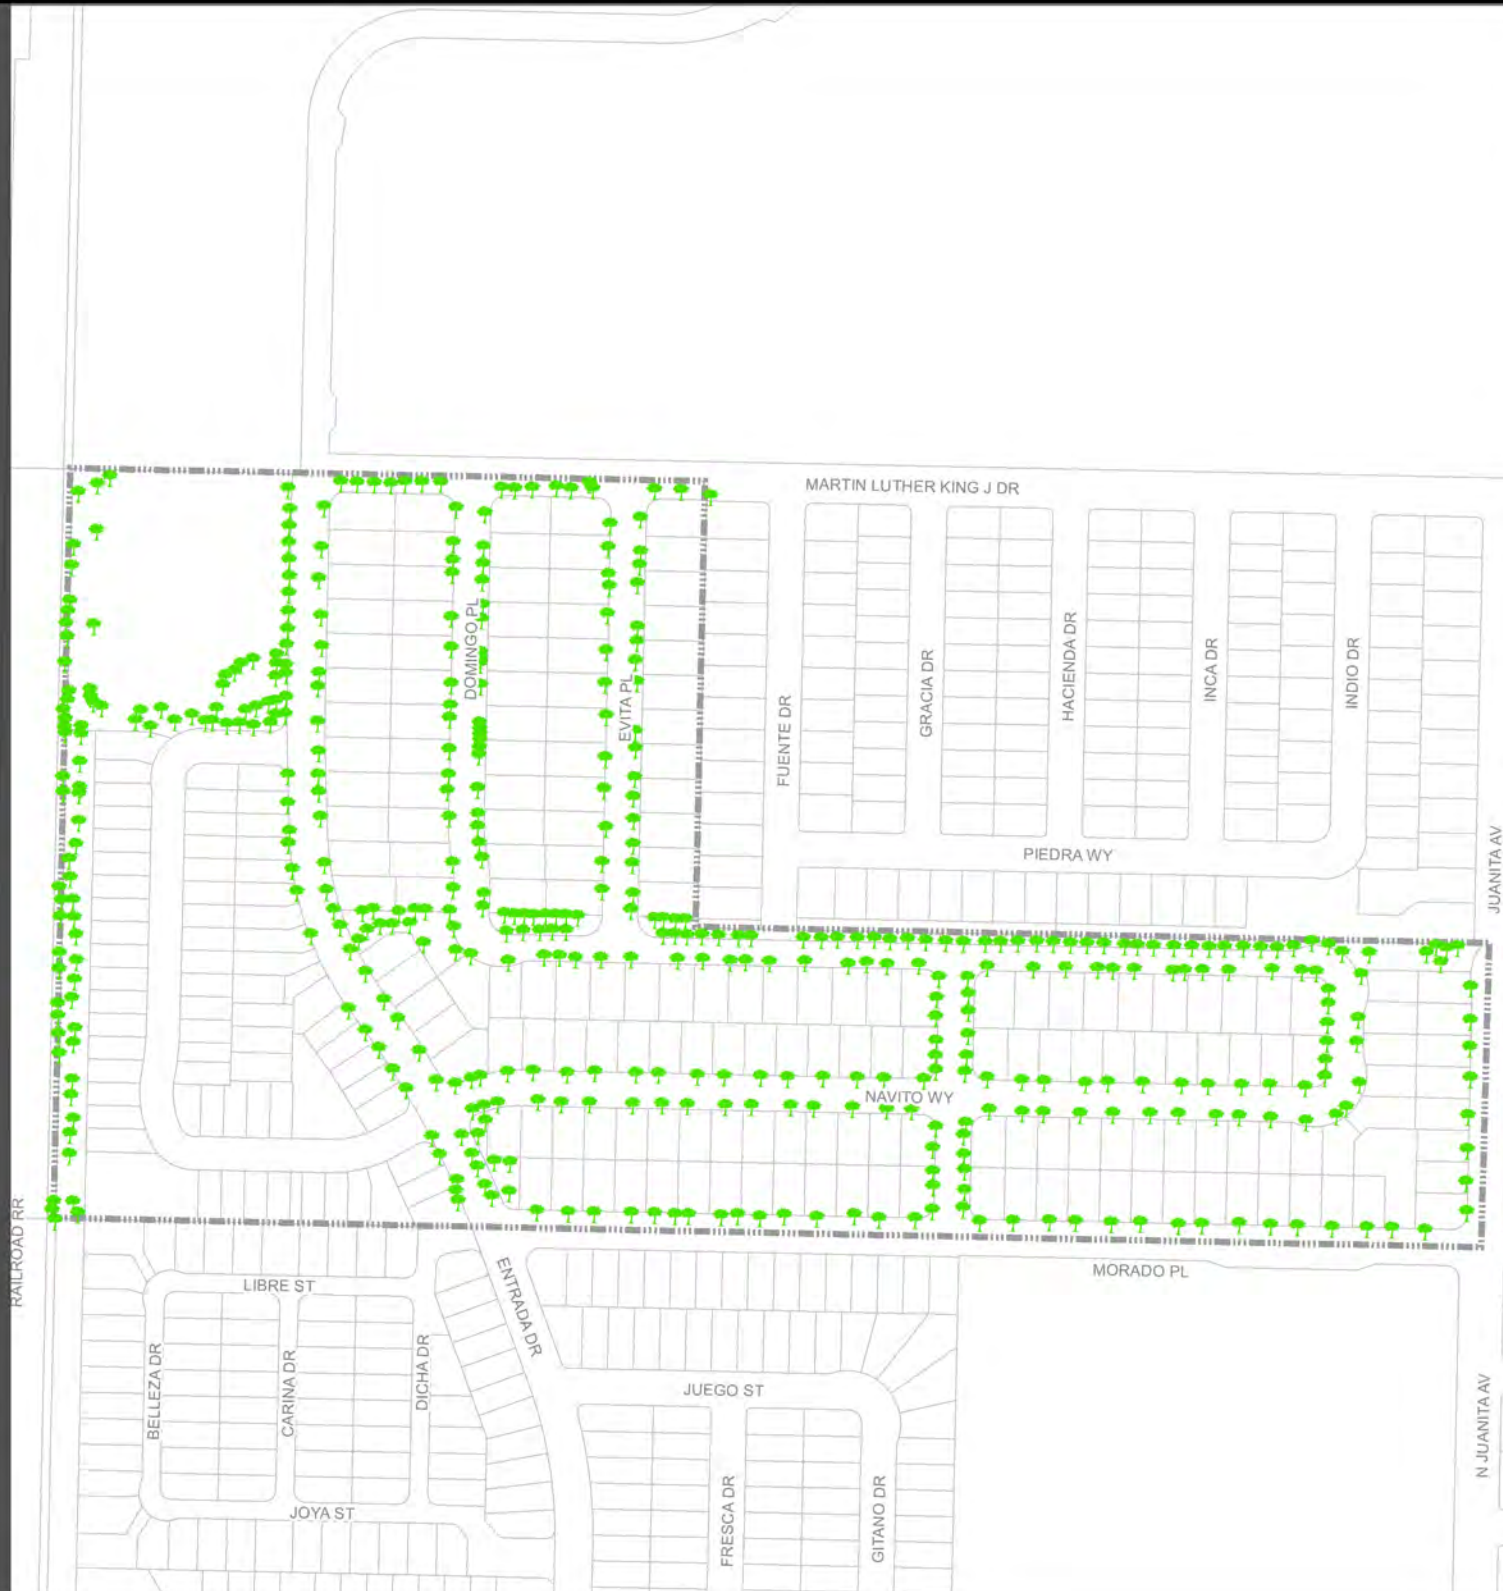 MARTIN LUTHER KING J DR
DOMINGO PL
EVITA PL
FUENTE DR
GRACIA DR
HACIENDA DR
INCA DR
INDIO DR
PIEDRA WY
JUANITA AV
NAVITO WY
RAILROAD RR
ENTRADA DR
MORADO PL
LIBRE ST
BELLEZA DR
CARINA DR
DICHA DR
JUEGO ST
N JUANITA AV
JOYA ST
FRESCA DR
GITANO DR